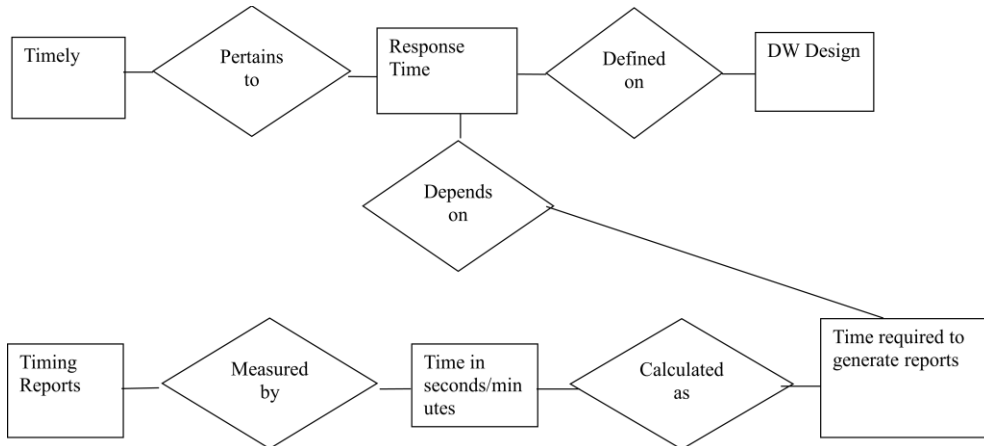 Timely
Pertains
to
Response
Time
Defined
on
DW Design
Depends
on
Timing
Reports
Measured
by
Time in
seconds/min
utes
Calculated
as
Time required to
generate reports